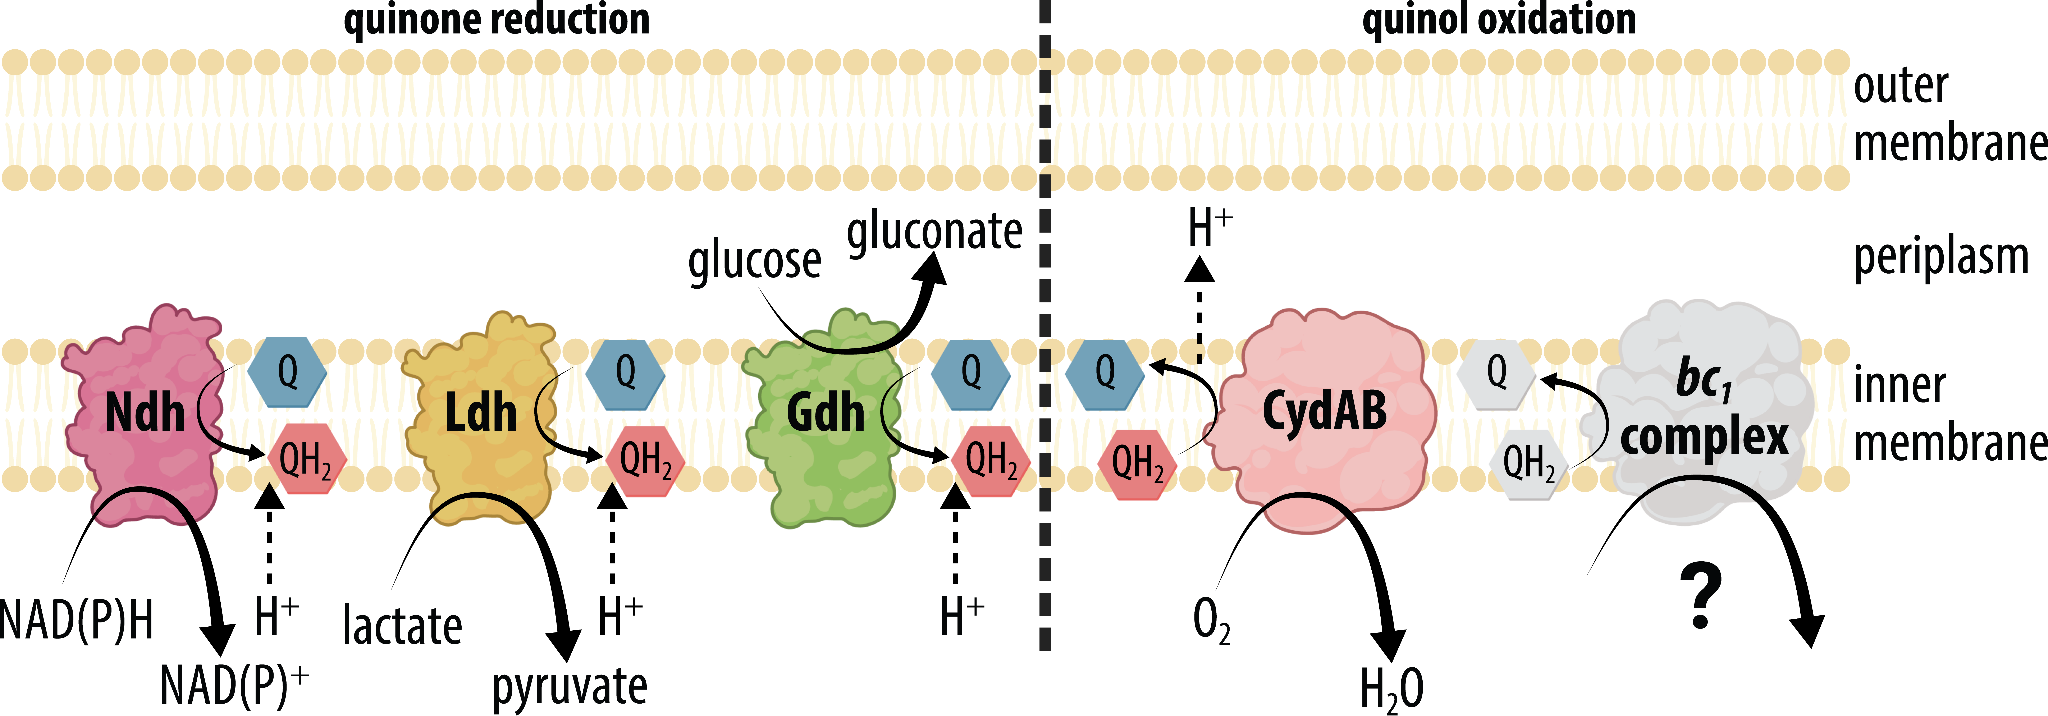 quinone reduction
quinol oxidation
outer
membrane
periplasm
inner
membrane
glucose
gluconate
H⁺
Ndh
Q
QH₂
NAD(P)H
NAD(P)⁺
H⁺
Ldh
Q
QH₂
lactate
pyruvate
H⁺
Gdh
Q
QH₂
H⁺
Q
QH₂
CydAB
O₂
H₂O
Q
QH₂
bc₁
complex
?